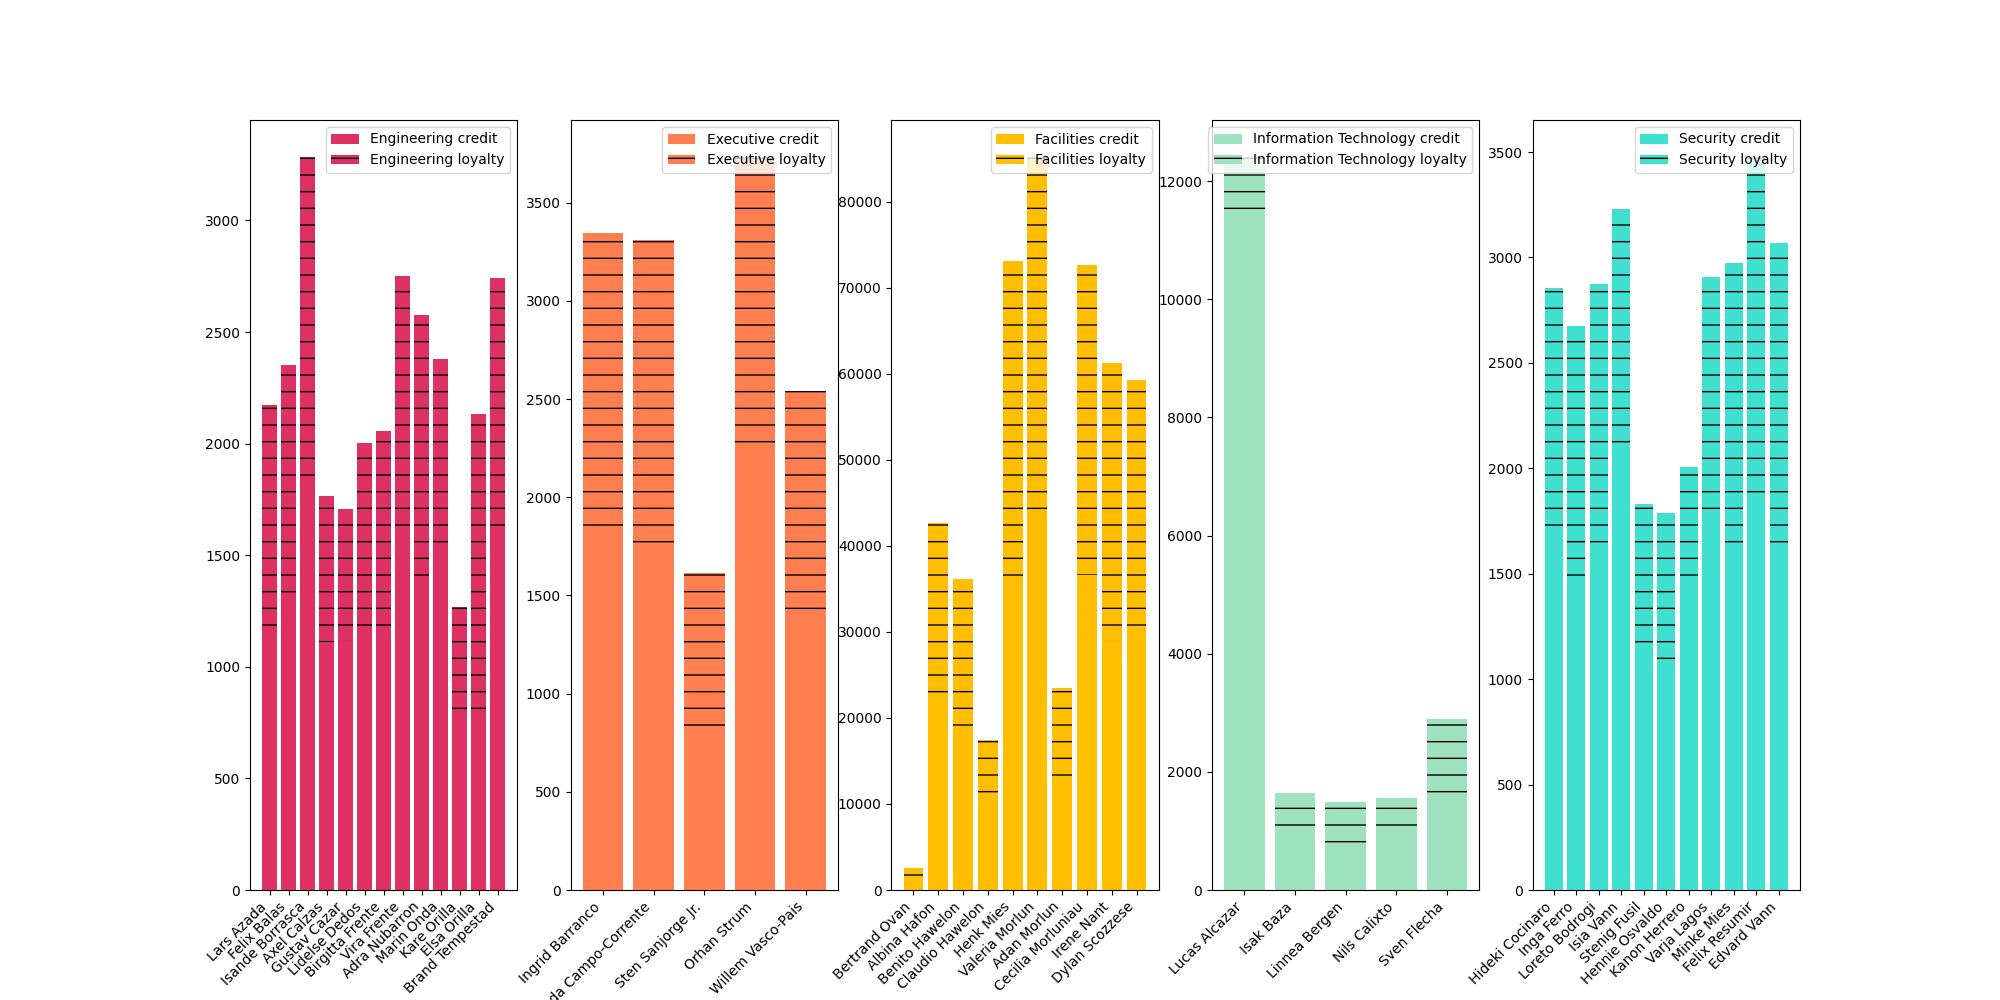 Engineering credit
Engineering loyalty
0
500
1000
1500
2000
2500
3000
Lars Azada
Felix Balas
Isande Borrasca
Axel Calzas
Gustav Cazar
Lidelse Dedos
Birgitta Frente
Vira Frente
Adra Nubarron
Marin Onda
Kare Orilla
Elsa Orilla
Brand Tempestad
Executive credit
Executive loyalty
0
500
1000
1500
2000
2500
3000
3500
Ingrid Barranco
Campo-Corrente
Sten Sanjorge Jr.
Orhan Strum
Willem Vasco-Pais
Facilities credit
Facilities loyalty
0
10000
20000
30000
40000
50000
60000
70000
80000
Bertrand Ovan
Albina Hafon
Benito Hawelon
Claudio Hawelon
Henk Mies
Valeria Morlun
Adan Morlun
Cecilia Morluniau
Irene Nant
Dylan Scozzese
Information Technology credit
Information Technology loyalty
0
2000
4000
6000
8000
10000
12000
Lucas Alcazar
Isak Baza
Linnea Bergen
Nils Calixto
Sven Flecha
Security credit
Security loyalty
0
500
1000
1500
2000
2500
3000
3500
Hideki Cocinaro
Inga Ferro
Loreto Bodrogi
Isia Vann
Stenig Fusil
Hennie Osvaldo
Kanon Herrero
Varja Lagos
Minke Mies
Felix Resumir
Edvard Vann